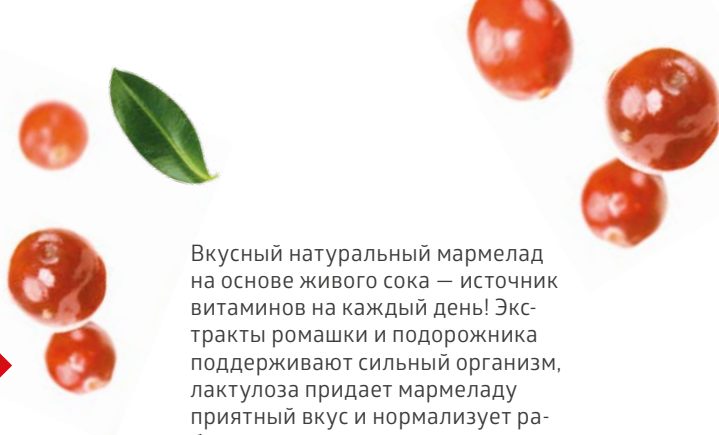 Вкусный натуральный мармелад
на основе живого сока — источник
витаминов на каждый день! Экс-
тракты ромашки и подорожника
поддерживают сильный организм,
лактулоза придает мармеладу
приятный вкус и нормализует ра-